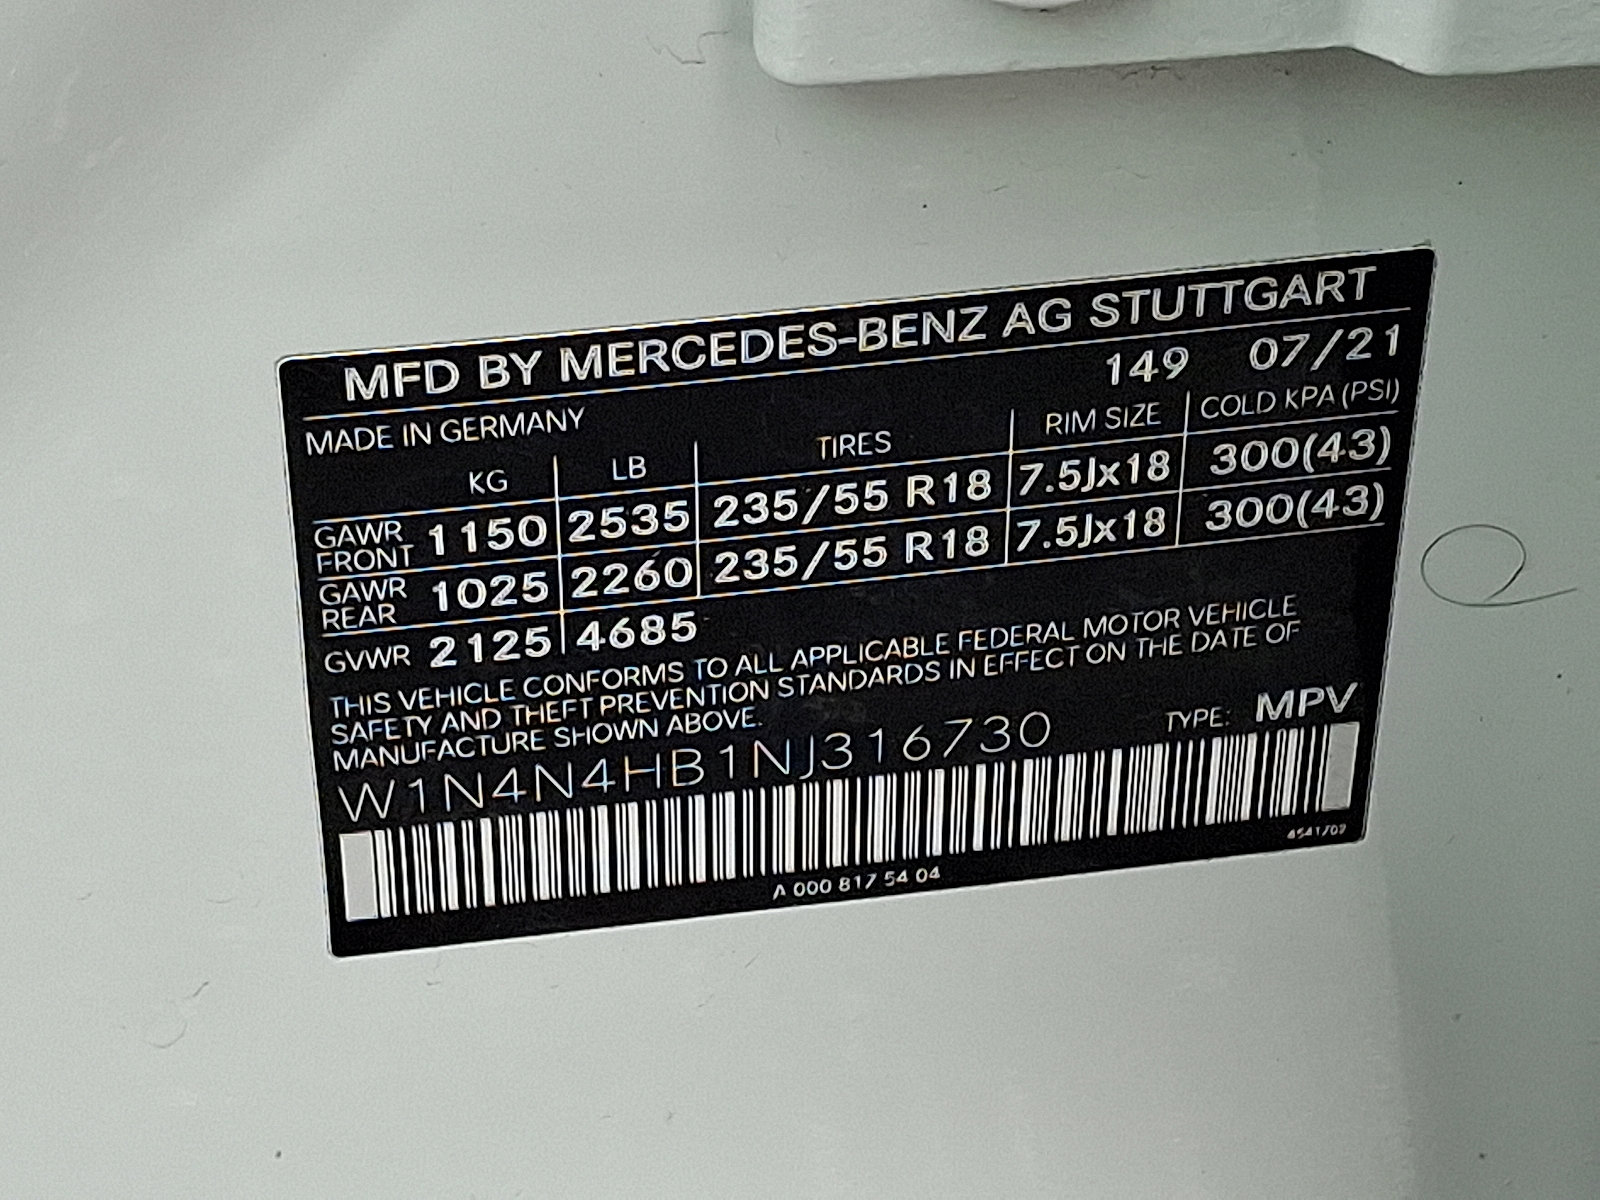 MFD BY MERCEDES-BENZ AG STUTTGART
MADE IN GERMANY 149 07/21
KG LB TIRES RIM SIZE COLD KPA (PSI)
GAWR FRONT 1150 2535 235/55 R18 7.5Jx18 300(43)
GAWR REAR 1025 2260 235/55 R18 7.5Jx18 300(43)
GVWR 2125 4685
THIS VEHICLE CONFORMS TO ALL APPLICABLE FEDERAL MOTOR VEHICLE
SAFETY AND THEFT PREVENTION STANDARDS IN EFFECT ON THE DATE OF
MANUFACTURE SHOWN ABOVE.
W1N4N4HB1NJ316730 TYPE: MPV
A 000 817 54 04